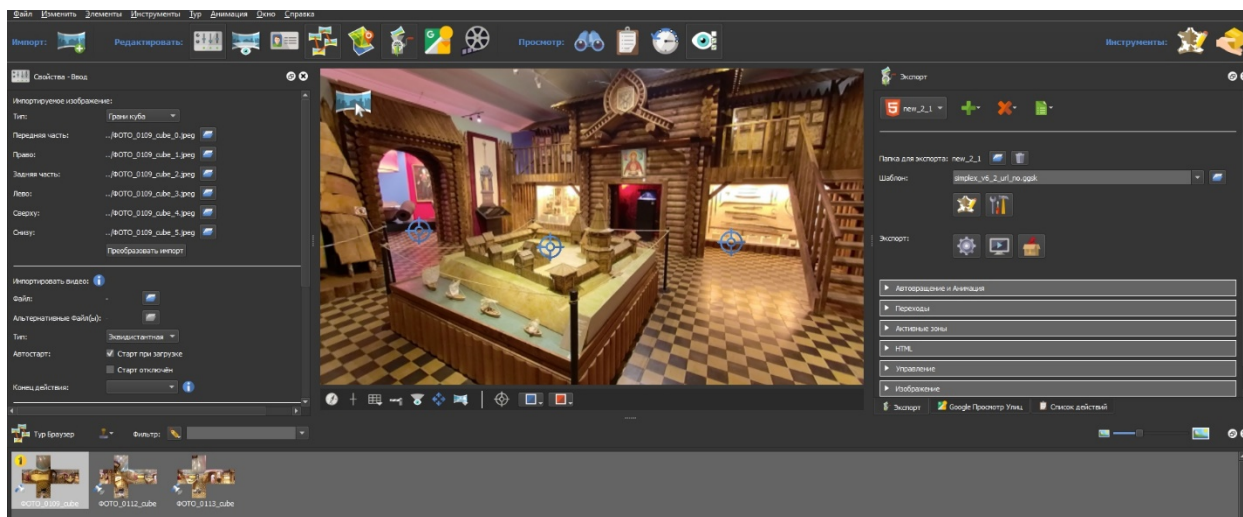 Файл Изменить Элементы Инструменты Тур Анимация Окно Справка
Импорт: Редактировать: Просмотр: Инструменты:
Свойства - Ввод
Импортируемое изображение:
Тип: Грани куба
Передняя часть: .../ФОТО_0109_cube_0.jpeg
Право: .../ФОТО_0109_cube_1.jpeg
Задняя часть: .../ФОТО_0109_cube_2.jpeg
Лево: .../ФОТО_0109_cube_3.jpeg
Сверху: .../ФОТО_0109_cube_4.jpeg
Снизу: .../ФОТО_0109_cube_5.jpeg
Преобразовать импорт
Импортировать видео:
Файл: -
Альтернативные Файл(ы): -
Тип: Эквидистантная
Автостарт: Старт при загрузке
Старт отключён
Конец действия:
Экспорт
new_2_1
Папка для экспорта: new_2_1
Шаблон: simplex_v6_2_url_no.ggsk
Экспорт:
Автовращение и Анимация
Переходы
Активные зоны
HTML
Управление
Изображение
Экспорт Google Просмотр Улиц Список действий
Тур Браузер Фильтр:
1
ФОТО_0109_cube ФОТО_0112_cube ФОТО_0113_cube